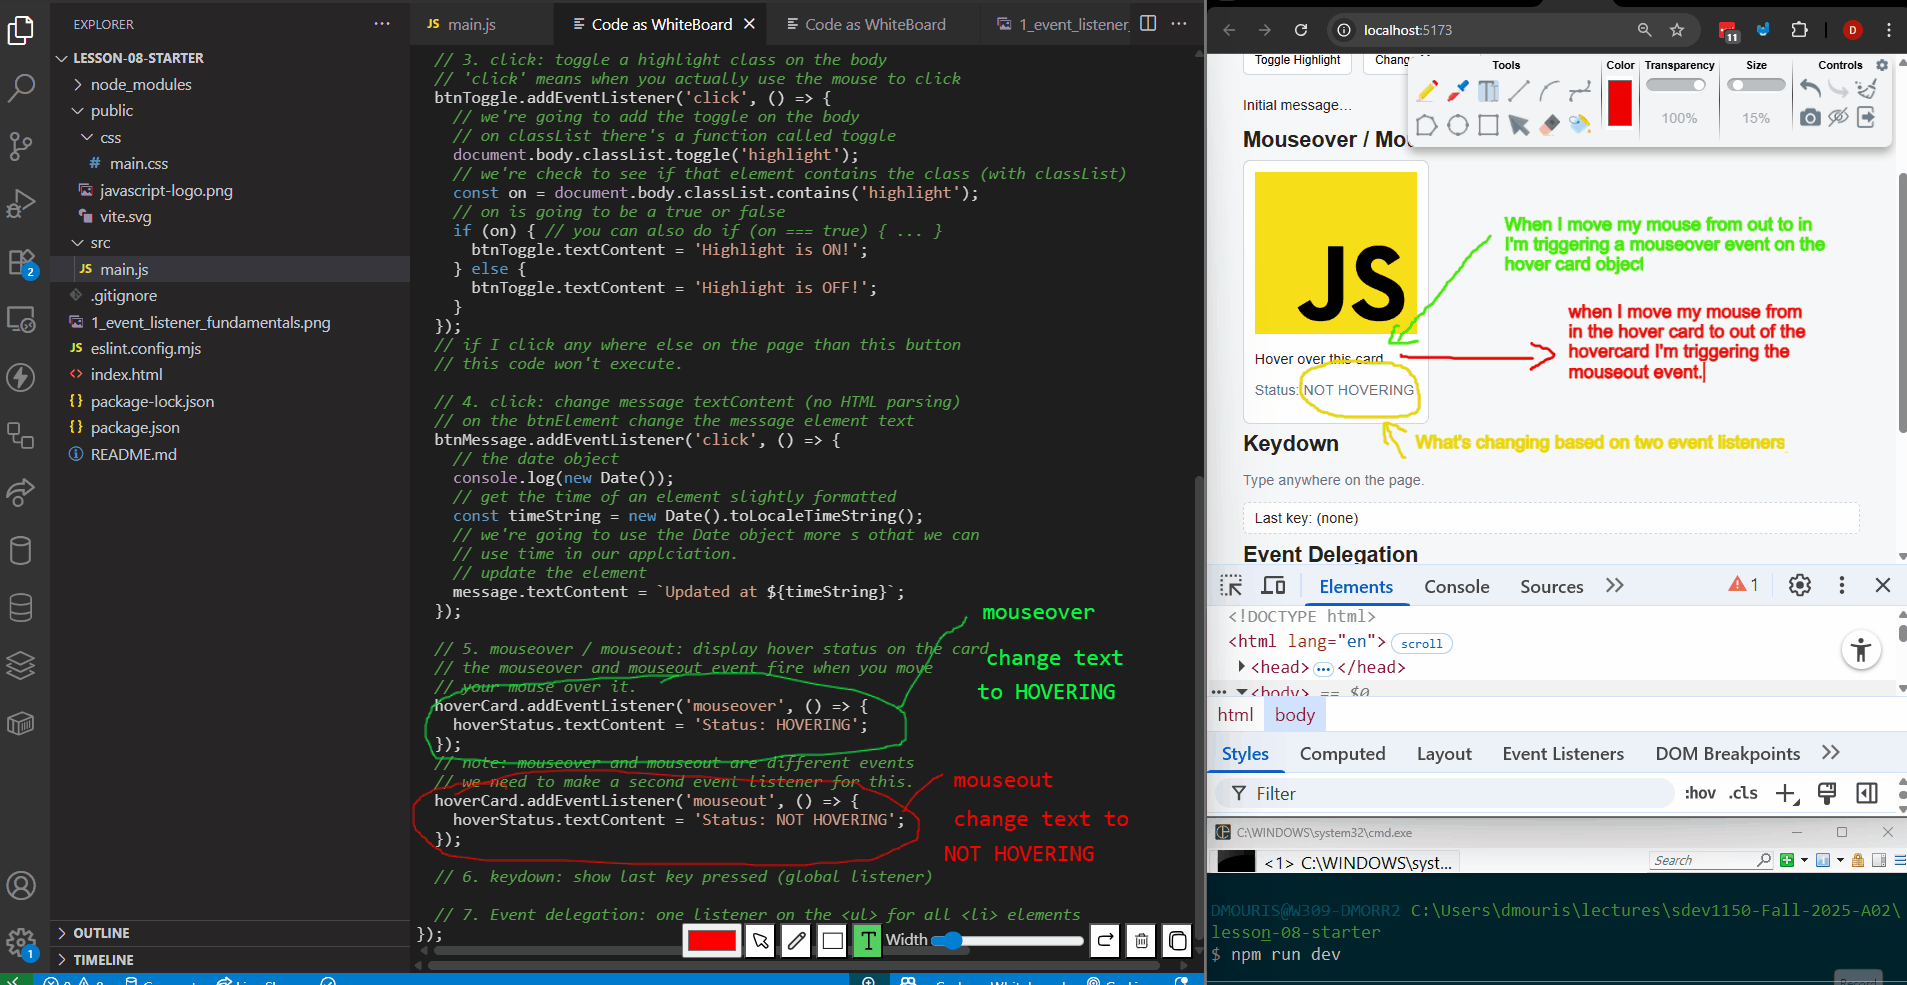 EXPLORER
LESSON-08-STARTER
node_modules
public
css
# main.css
javascript-logo.png
vite.svg
src
JS main.js
.gitignore
1_event_listener_fundamentals.png
JS eslint.config.mjs
<> index.html
{} package-lock.json
{} package.json
README.md
OUTLINE
TIMELINE
2
1
JS main.js
Code as WhiteBoard
Code as WhiteBoard
1_event_listener
// 3. click: toggle a highlight class on the body
// 'click' means when you actually use the mouse to click
btnToggle.addEventListener('click', () => {
// we're going to add the toggle on the body
// on classList there's a function called toggle
document.body.classList.toggle('highlight');
// we're check to see if that element contains the class (with classList)
const on = document.body.classList.contains('highlight');
// on is going to be a true or false
if (on) { // you can also do if (on === true) { ... }
btnToggle.textContent = 'Highlight is ON!';
} else {
btnToggle.textContent = 'Highlight is OFF!';
}
});
// if I click any where else on the page than this button
// this code won't execute.
// 4. click: change message textContent (no HTML parsing)
// on the btnElement change the message element text
btnMessage.addEventListener('click', () => {
// the date object
console.log(new Date());
// get the time of an element slightly formatted
const timeString = new Date().toLocaleTimeString();
// we're going to use the Date object more s othat we can
// use time in our applciation.
// update the element
message.textContent = `Updated at ${timeString}`;
});
// 5. mouseover / mouseout: display hover status on the card
// the mouseover and mouseout event fire when you move
// your mouse over it.
hoverCard.addEventListener('mouseover', () => {
hoverStatus.textContent = 'Status: HOVERING';
});
// note: mouseover and mouseout are different events
// we need to make a second event listener for this.
hoverCard.addEventListener('mouseout', () => {
hoverStatus.textContent = 'Status: NOT HOVERING';
});
// 6. keydown: show last key pressed (global listener)
// 7. Event delegation: one listener on the <ul> for all <li> elements
});
mouseover
change text
to HOVERING
mouseout
change text to
NOT HOVERING
T Width
localhost:5173
11
D
Toggle Highlight
Tools
Color
Transparency
Size
Controls
100%
15%
Initial message…
Mouseover / Mo
JS
Hover over this card
Status: NOT HOVERING
When I move my mouse from out to in
I'm triggering a mouseover event on the
hover card object
when I move my mouse from
in the hover card to out of the
hovercard I'm triggering the
mouseout event.
What's changing based on two event listeners
Keydown
Type anywhere on the page.
Last key: (none)
Event Delegation
Elements Console Sources
1
<!DOCTYPE html>
<html lang="en"> scroll
<head> </head>
<body> == $0
html body
Styles Computed Layout Event Listeners DOM Breakpoints
Filter
:hov .cls
C:\WINDOWS\system32\cmd.exe
<1> C:\WINDOWS\syst...
Search
DMOURIS@W309-DMORR2 C:\Users\dmouris\lectures\sdev1150-Fall-2025-A02\
lesson-08-starter
$ npm run dev